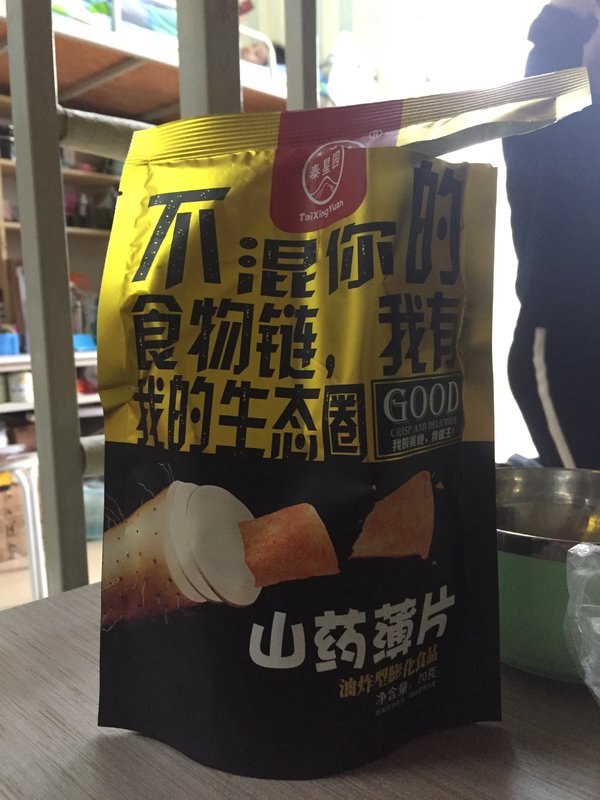 泰星园
TaiXingYuan
不混你的
食物链，我有
我的生态圈
GOOD
CRISP AND DELICIOUS
我的美食，我做主！
山药薄片
油炸型膨化食品
净含量：70克